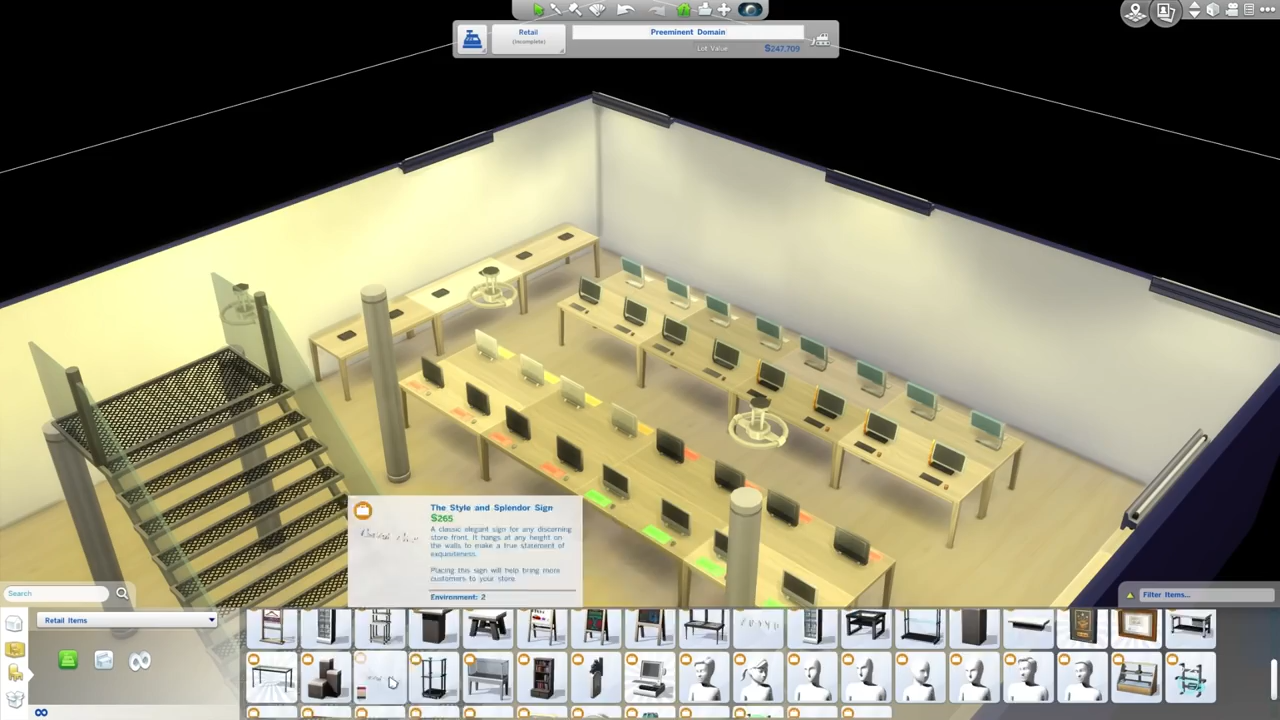 Retail
(Incomplete)
Preeminent Domain
Lot Value
$247,709
The Style and Splendor Sign
$265
A classic elegant sign for any discerning
store front. It hangs at any height on
the walls to make a true statement of
exquisiteness.
Placing this sign will help bring more
customers to your store.
Environment: 2
Search
Filter Items...
Retail Items